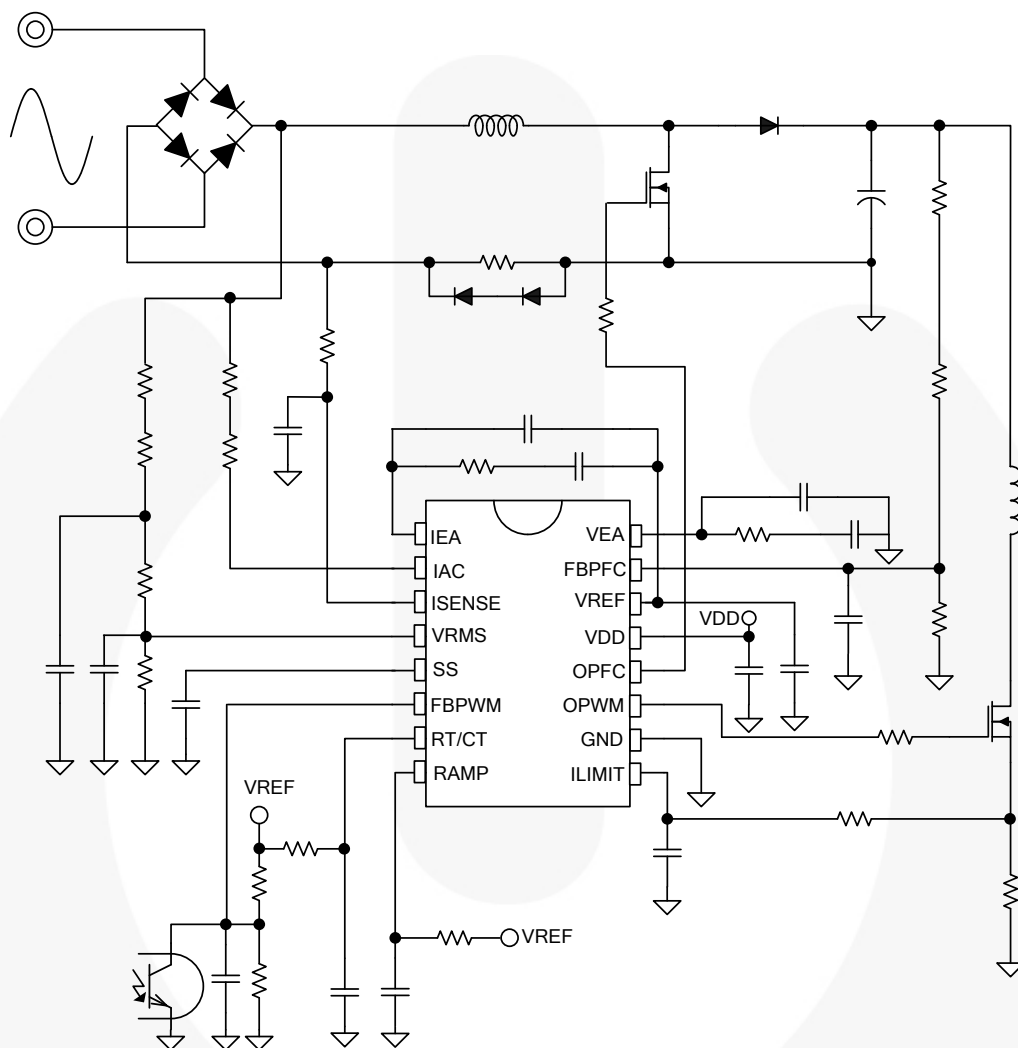 IEA
IAC
ISENSE
VRMS
SS
FBPWM
RT/CT
RAMP
VEA
FBPFC
VREF
VDD
OPFC
OPWM
GND
ILIMIT
VDD
VREF
VREF